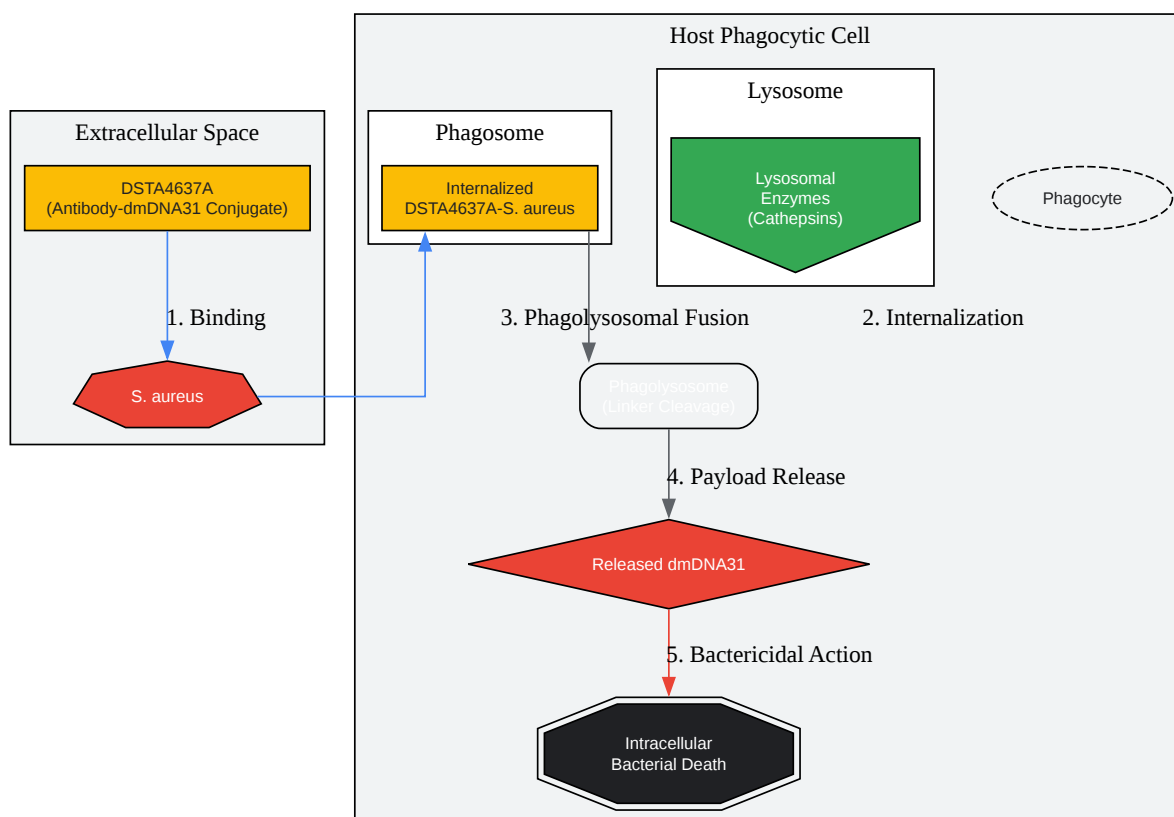 Host Phagocytic Cell
Extracellular Space
DSTA4637A
(Antibody-dmDNA31 Conjugate)
1. Binding
S. aureus
Phagosome
Internalized
DSTA4637A-S. aureus
Lysosome
Lysosomal
Enzymes
(Cathepsins)
Phagocyte
3. Phagolysosomal Fusion
2. Internalization
Phagolysosome
(Linker Cleavage)
4. Payload Release
Released dmDNA31
5. Bactericidal Action
Intracellular
Bacterial Death